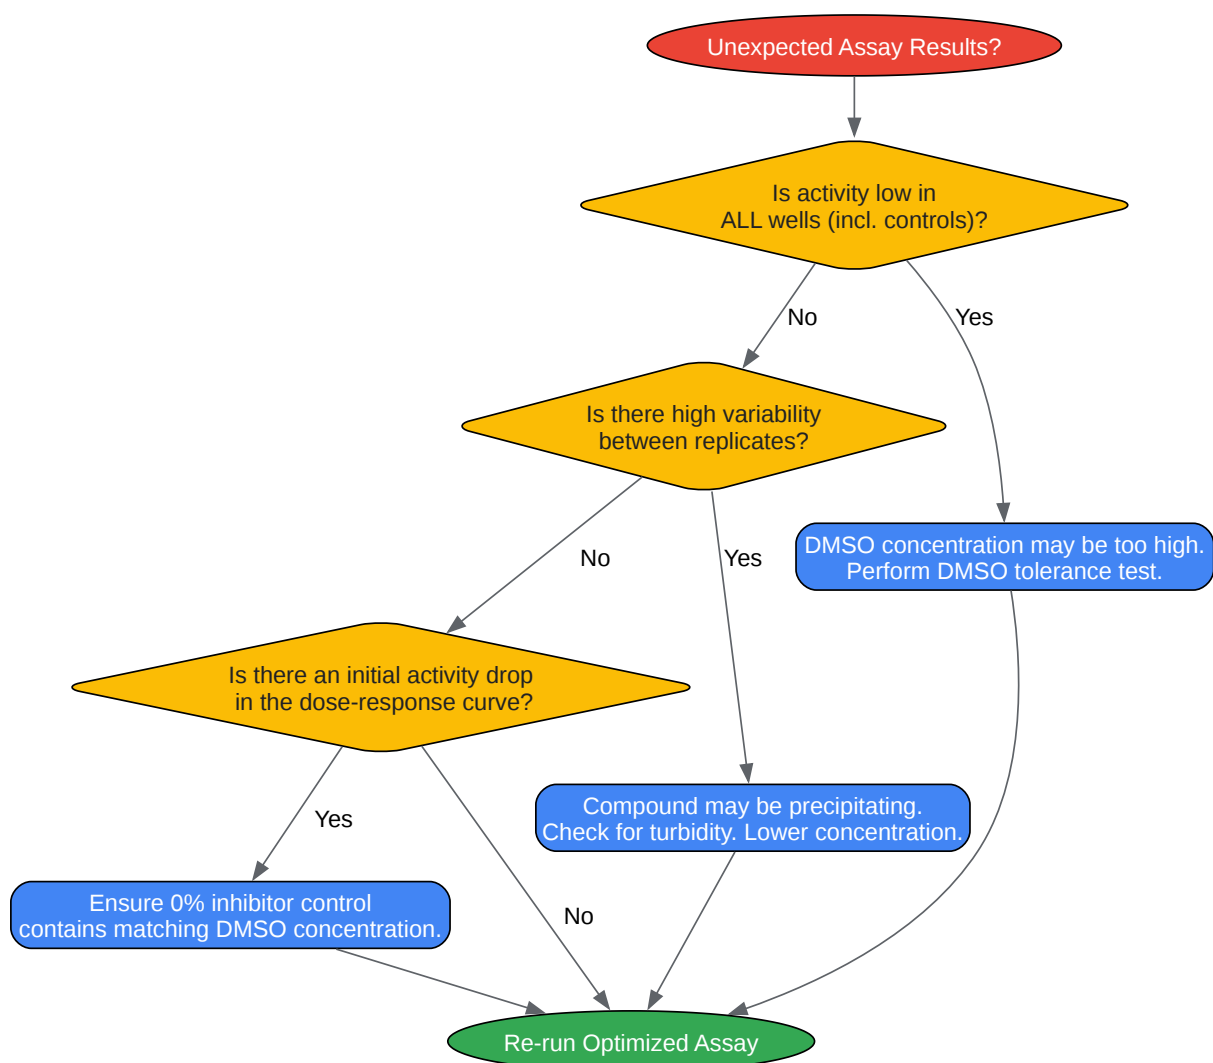 Unexpected Assay Results?
Is activity low in
ALL wells (incl. controls)?
No
Yes
Is there high variability
between replicates?
DMSO concentration may be too high.
Perform DMSO tolerance test.
No
Yes
Is there an initial activity drop
in the dose-response curve?
Compound may be precipitating.
Check for turbidity. Lower concentration.
Yes
Ensure 0% inhibitor control
contains matching DMSO concentration.
No
Re-run Optimized Assay